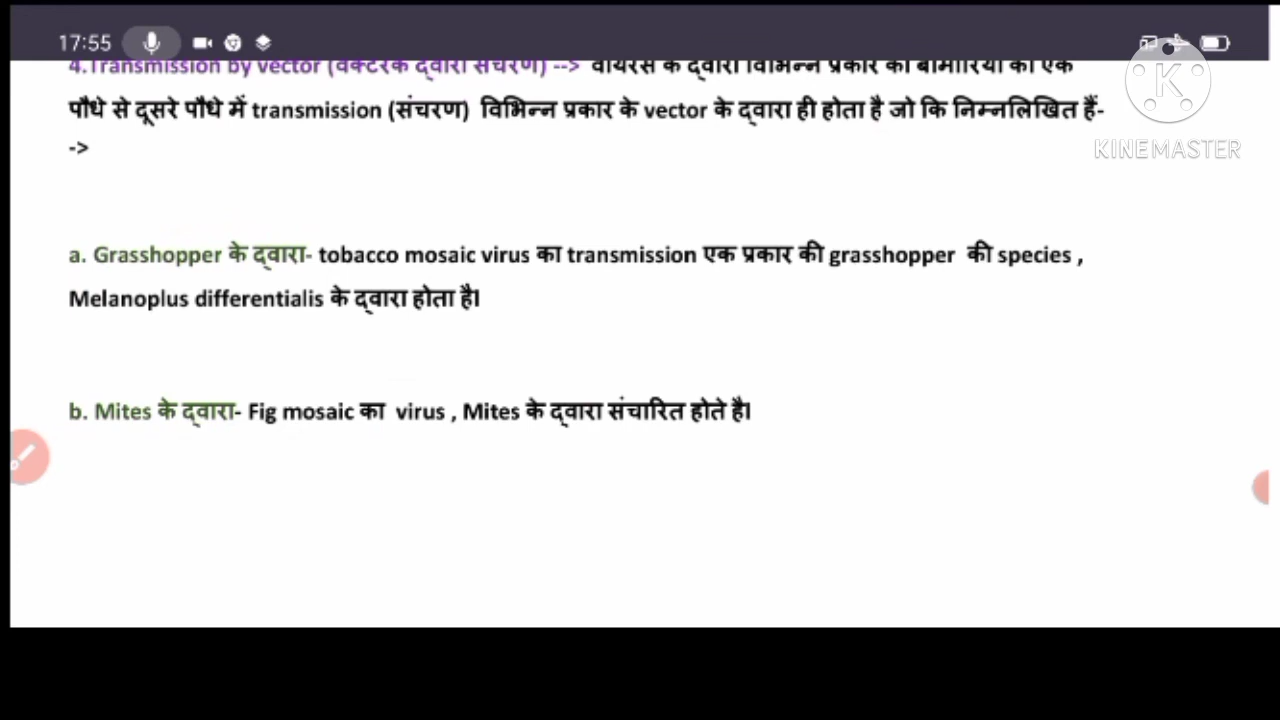 17:55
4.Transmission by vector (वेक्टरके द्वारा संचरण) --> वायरस के द्वारा विभिन्न प्रकार की बीमारियों का एक
पौधे से दूसरे पौधे में transmission (संचरण) विभिन्न प्रकार के vector के द्वारा ही होता है जो कि निम्नलिखित हैं-
->
KINEMASTER
a. Grasshopper के द्वारा- tobacco mosaic virus का transmission एक प्रकार की grasshopper की species ,
Melanoplus differentialis के द्वारा होता है।
b. Mites के द्वारा- Fig mosaic का virus , Mites के द्वारा संचारित होते है।